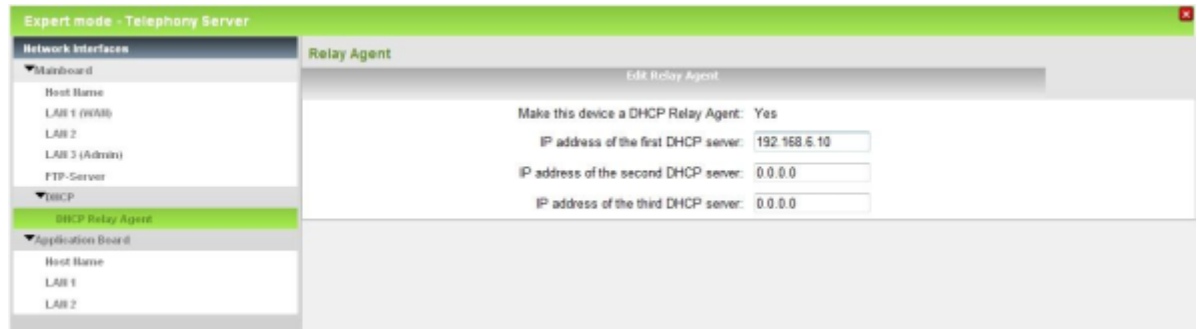 Expert mode - Telephony Server
Network Interfaces
Mainboard
Host Name
LAN 1 (WAN)
LAN 2
LAN 3 (Admin)
FTP-Server
DHCP
DHCP Relay Agent
Application Board
Host Name
LAN 1
LAN 2
Relay Agent
Edit Relay Agent
Make this device a DHCP Relay Agent: Yes
IP address of the first DHCP server: 192.168.6.10
IP address of the second DHCP server: 0.0.0.0
IP address of the third DHCP server: 0.0.0.0